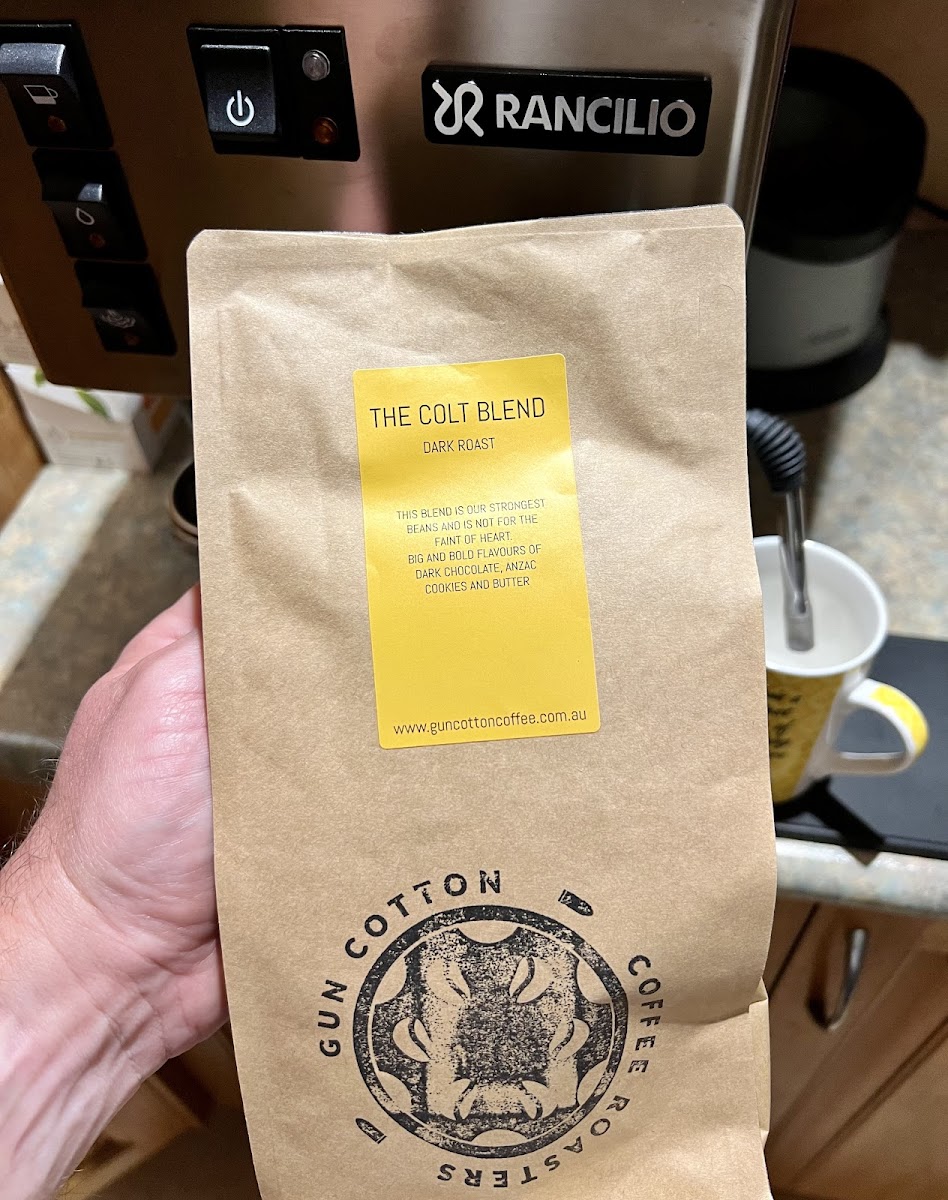 RANCILIO
THE COLT BLEND
DARK ROAST
THIS BLEND IS OUR STRONGEST
BEANS AND IS NOT FOR THE
FAINT OF HEART.
BIG AND BOLD FLAVOURS OF
DARK CHOCOLATE, ANZAC
COOKIES AND BUTTER
www.guncottoncoffee.com.au
GUN COTTON
COFFEE ROASTERS